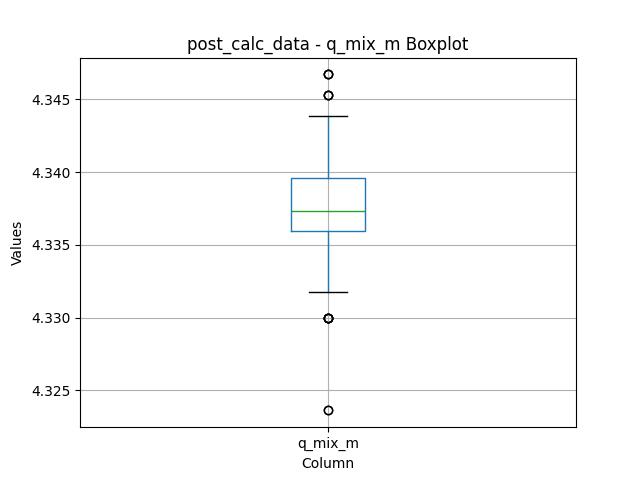 post_calc_data - q_mix_m Boxplot
4.345
4.340
4.335
4.330
4.325
Values
q_mix_m
Column